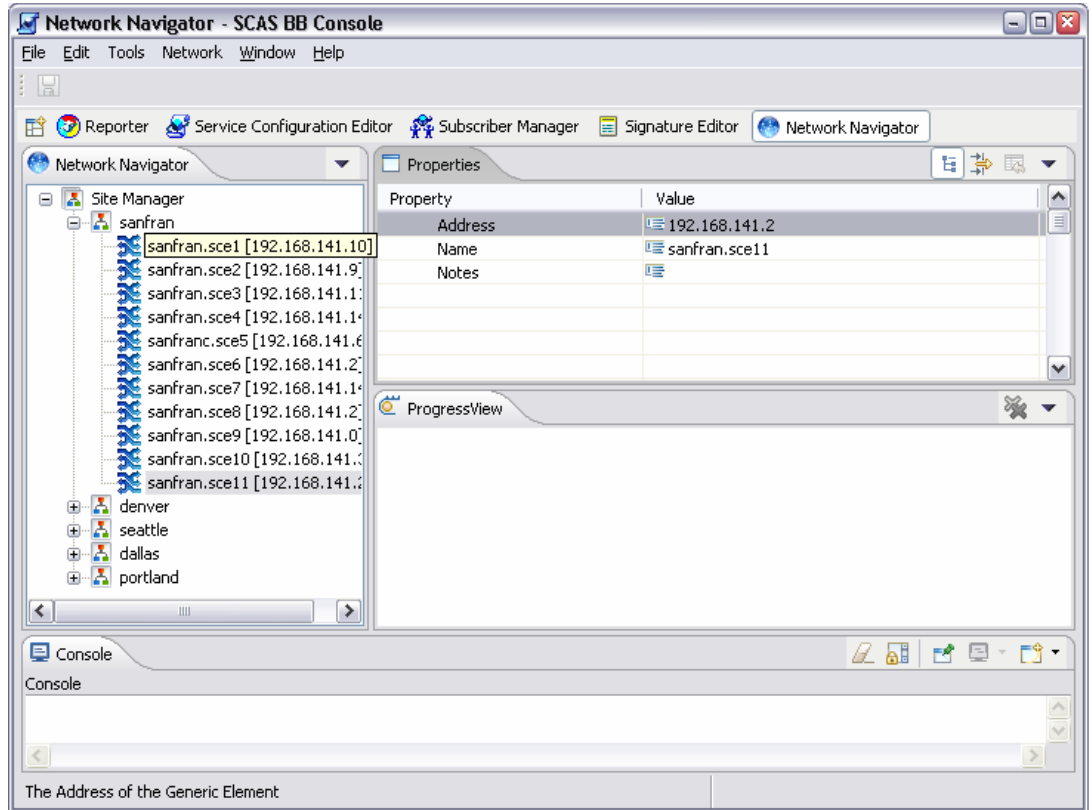 Network Navigator - SCAS BB Console
File Edit Tools Network Window Help
Reporter Service Configuration Editor Subscriber Manager Signature Editor Network Navigator
Network Navigator
Site Manager
sanfran
sanfran.sce1 [192.168.141.10]
sanfran.sce2 [192.168.141.9]
sanfran.sce3 [192.168.141.1
sanfran.sce4 [192.168.141.1
sanfranc.sce5 [192.168.141.6
sanfran.sce6 [192.168.141.2]
sanfran.sce7 [192.168.141.1
sanfran.sce8 [192.168.141.2]
sanfran.sce9 [192.168.141.0]
sanfran.sce10 [192.168.141.
sanfran.sce11 [192.168.141.2
denver
seattle
dallas
portland
Properties
Property Value
Address 192.168.141.2
Name sanfran.sce11
Notes
ProgressView
Console
Console
The Address of the Generic Element